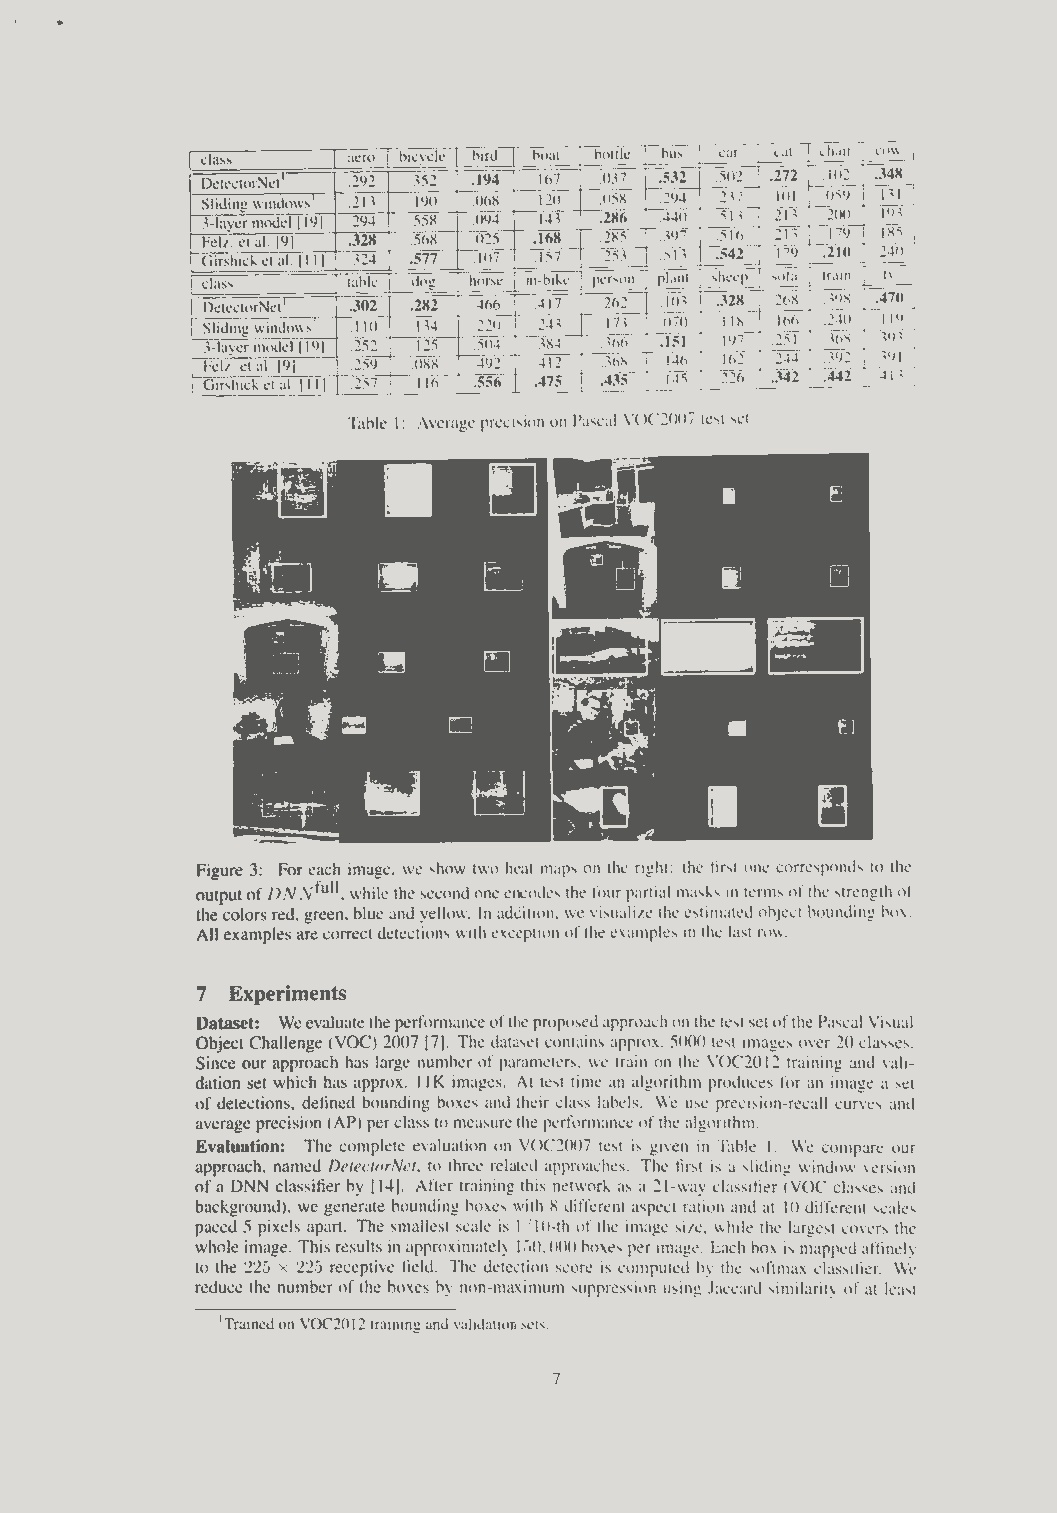 class aero bicycle bird boat bottle bus car cat chair cow
DetectorNet1 .292 .352 .194 .167 .037 .532 .502 .272 .102 .348
Sliding windows1 .213 .190 .068 .120 .058 .294 .237 .101 .059 .131
3-layer model [19] .294 .558 .094 .143 .286 .440 .513 .213 .200 .193
Felz. et al. [9] .328 .568 .025 .168 .285 .397 .516 .213 .179 .185
Girshick et al. [11] .324 .577 .107 .157 .253 .513 .542 .179 .210 .240
class table dog horse m-bike person plant sheep sofa train tv
DetectorNet1 .302 .282 .466 .417 .262 .103 .328 .268 .398 .470
Sliding windows1 .110 .134 .220 .243 .173 .070 .118 .166 .240 .119
3-layer model [19] .252 .125 .504 .384 .366 .151 .197 .251 .368 .393
Felz. et al. [9] .259 .088 .492 .412 .368 .146 .162 .244 .392 .391
Girshick et al. [11] .257 .116 .556 .475 .435 .145 .226 .342 .442 .413
Table 1: Average precision on Pascal VOC2007 test set
Figure 3: For each image, we show two heat maps on the right: the first one corresponds to the
output of DNNfull, while the second one encodes the four partial masks in terms of the strength of
the colors red, green, blue and yellow. In addition, we visualize the estimated object bounding box.
All examples are correct detections with exception of the examples in the last row.
7 Experiments
Dataset: We evaluate the performance of the proposed approach on the test set of the Pascal Visual
Object Challenge (VOC) 2007 [7]. The dataset contains approx. 5000 test images over 20 classes.
Since our approach has large number of parameters, we train on the VOC2012 training and vali-
dation set which has approx. 11K images. At test time an algorithm produces for an image a set
of detections, defined bounding boxes and their class labels. We use precision-recall curves and
average precision (AP) per class to measure the performance of the algorithm.
Evaluation: The complete evaluation on VOC2007 test is given in Table 1. We compare our
approach, named DetectorNet, to three related approaches. The first is a sliding window version
of a DNN classifier by [14]. After training this network as a 21-way classifier (VOC classes and
background), we generate bounding boxes with 8 different aspect ration and at 10 different scales
paced 5 pixels apart. The smallest scale is 1/10-th of the image size, while the largest covers the
whole image. This results in approximately 150,000 boxes per image. Each box is mapped affinely
to the 225 × 225 receptive field. The detection score is computed by the softmax classifier. We
reduce the number of the boxes by non-maximum suppression using Jaccard similarity of at least
1Trained on VOC2012 training and validation sets.
7